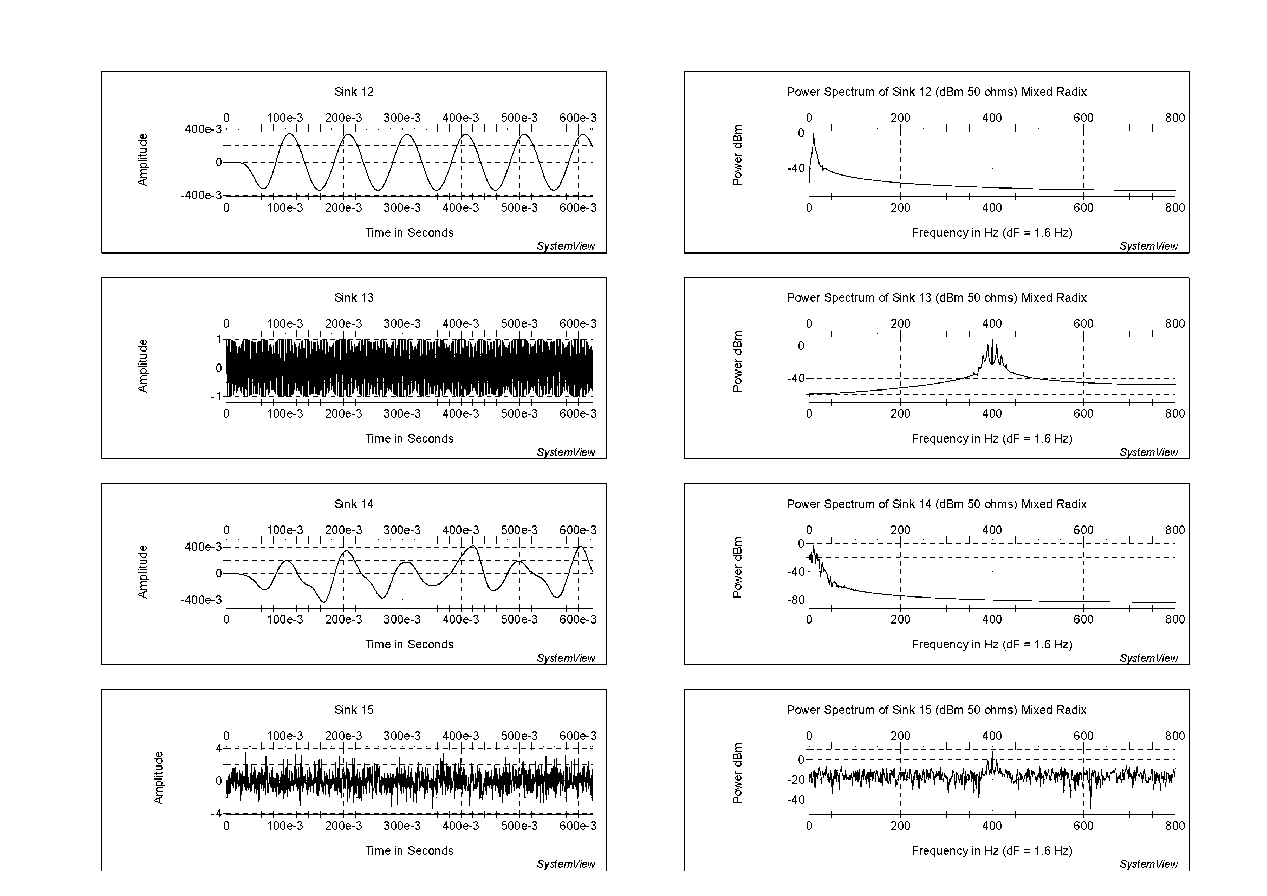 Sink 12
0 100e-3 200e-3 300e-3 400e-3 500e-3 600e-3
400e-3
0
-400e-3
Amplitude
0 100e-3 200e-3 300e-3 400e-3 500e-3 600e-3
Time in Seconds
SystemView
Power Spectrum of Sink 12 (dBm 50 ohms) Mixed Radix
0 200 400 600 800
0
-40
Power dBm
0 200 400 600 800
Frequency in Hz (dF = 1.6 Hz)
SystemView
Sink 13
0 100e-3 200e-3 300e-3 400e-3 500e-3 600e-3
1
0
-1
Amplitude
0 100e-3 200e-3 300e-3 400e-3 500e-3 600e-3
Time in Seconds
SystemView
Power Spectrum of Sink 13 (dBm 50 ohms) Mixed Radix
0 200 400 600 800
0
-40
Power dBm
0 200 400 600 800
Frequency in Hz (dF = 1.6 Hz)
SystemView
Sink 14
0 100e-3 200e-3 300e-3 400e-3 500e-3 600e-3
400e-3
0
-400e-3
Amplitude
0 100e-3 200e-3 300e-3 400e-3 500e-3 600e-3
Time in Seconds
SystemView
Power Spectrum of Sink 14 (dBm 50 ohms) Mixed Radix
0 200 400 600 800
0
-40
-80
Power dBm
0 200 400 600 800
Frequency in Hz (dF = 1.6 Hz)
SystemView
Sink 15
0 100e-3 200e-3 300e-3 400e-3 500e-3 600e-3
4
0
-4
Amplitude
0 100e-3 200e-3 300e-3 400e-3 500e-3 600e-3
Time in Seconds
SystemView
Power Spectrum of Sink 15 (dBm 50 ohms) Mixed Radix
0 200 400 600 800
0
-20
-40
Power dBm
0 200 400 600 800
Frequency in Hz (dF = 1.6 Hz)
SystemView